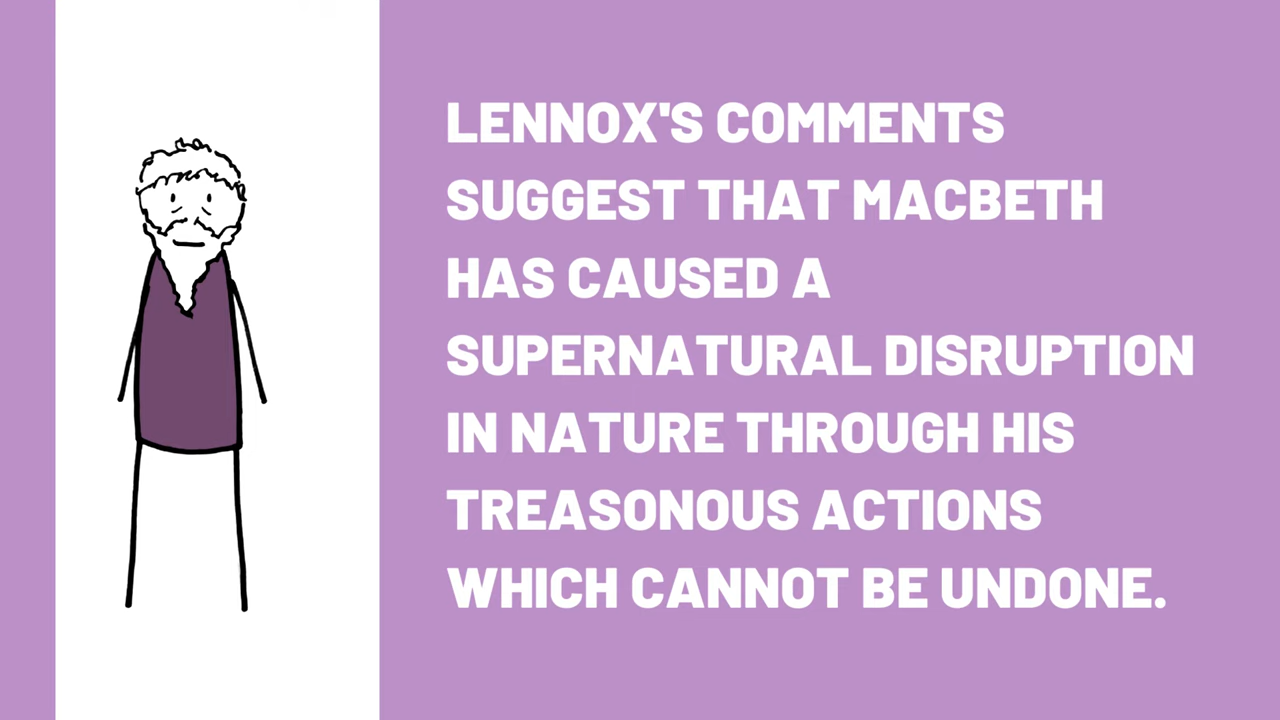 LENNOX'S COMMENTS
SUGGEST THAT MACBETH
HAS CAUSED A
SUPERNATURAL DISRUPTION
IN NATURE THROUGH HIS
TREASONOUS ACTIONS
WHICH CANNOT BE UNDONE.